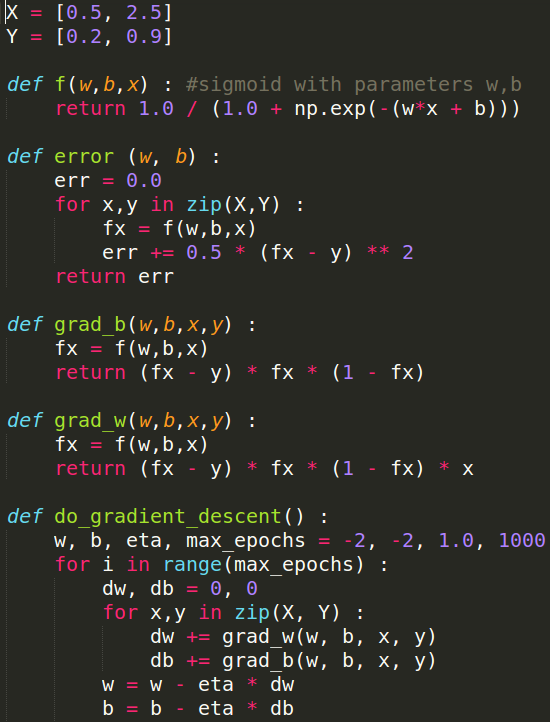 X = [0.5, 2.5]
Y = [0.2, 0.9]

def f(w,b,x) : #sigmoid with parameters w,b
    return 1.0 / (1.0 + np.exp(-(w*x + b)))

def error (w, b) :
    err = 0.0
    for x,y in zip(X,Y) :
        fx = f(w,b,x)
        err += 0.5 * (fx - y) ** 2
    return err

def grad_b(w,b,x,y) :
    fx = f(w,b,x)
    return (fx - y) * fx * (1 - fx)

def grad_w(w,b,x,y) :
    fx = f(w,b,x)
    return (fx - y) * fx * (1 - fx) * x

def do_gradient_descent() :
    w, b, eta, max_epochs = -2, -2, 1.0, 1000
    for i in range(max_epochs) :
        dw, db = 0, 0
        for x,y in zip(X, Y) :
            dw += grad_w(w, b, x, y)
            db += grad_b(w, b, x, y)
        w = w - eta * dw
        b = b - eta * db